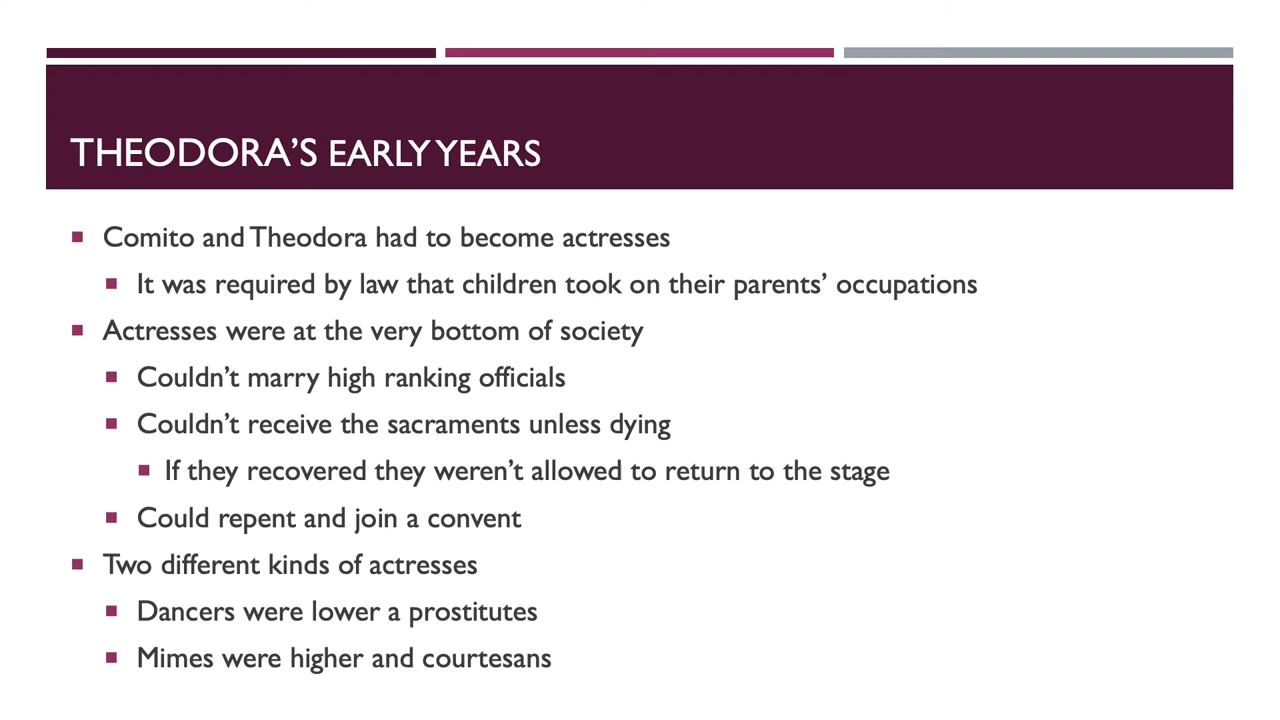 THEODORA’S EARLY YEARS
Comito and Theodora had to become actresses
It was required by law that children took on their parents’ occupations
Actresses were at the very bottom of society
Couldn’t marry high ranking officials
Couldn’t receive the sacraments unless dying
If they recovered they weren’t allowed to return to the stage
Could repent and join a convent
Two different kinds of actresses
Dancers were lower a prostitutes
Mimes were higher and courtesans